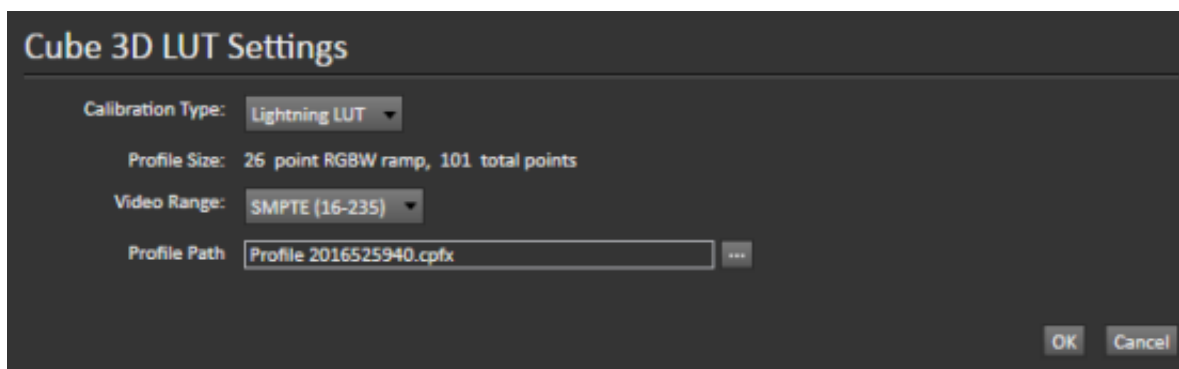 Cube 3D LUT Settings
Calibration Type: Lightning LUT
Profile Size: 26 point RGBW ramp, 101 total points
Video Range: SMPTE (16-235)
Profile Path Profile 2016525940.cpfx ...
OK Cancel